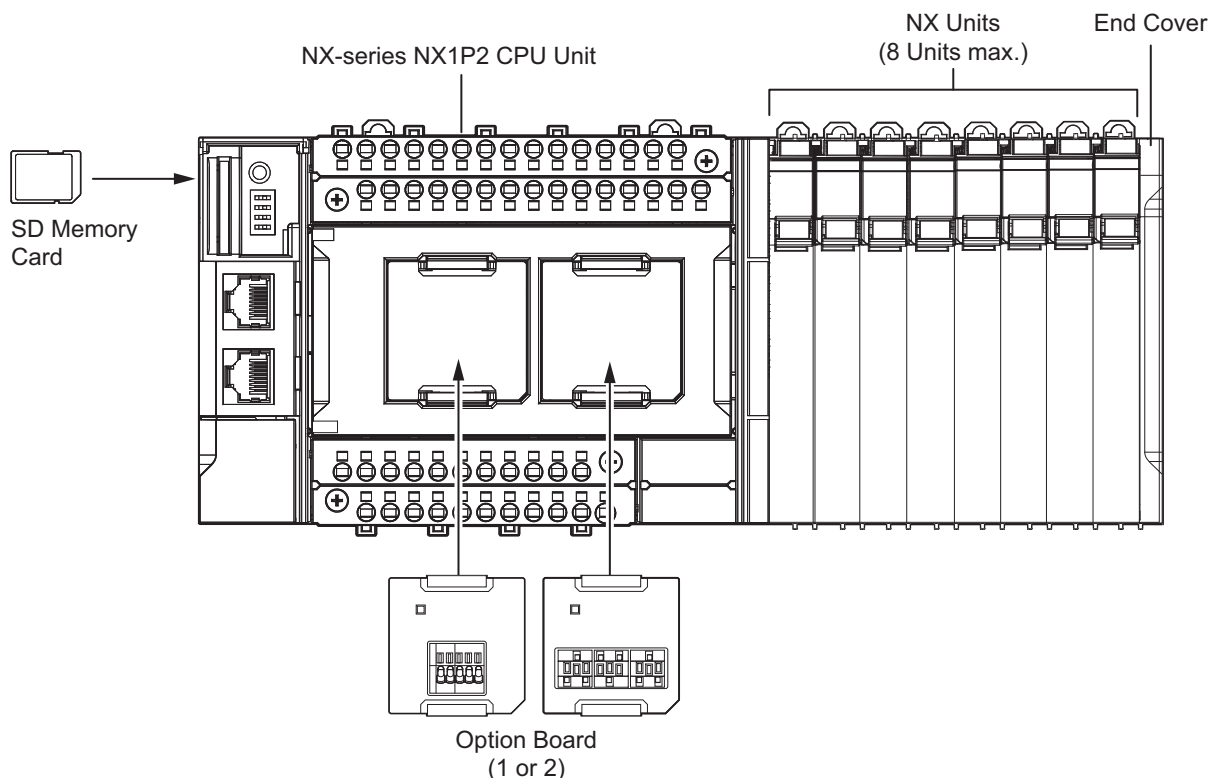 NX Units
(8 Units max.)
End Cover
NX-series NX1P2 CPU Unit
SD Memory
Card
Option Board
(1 or 2)